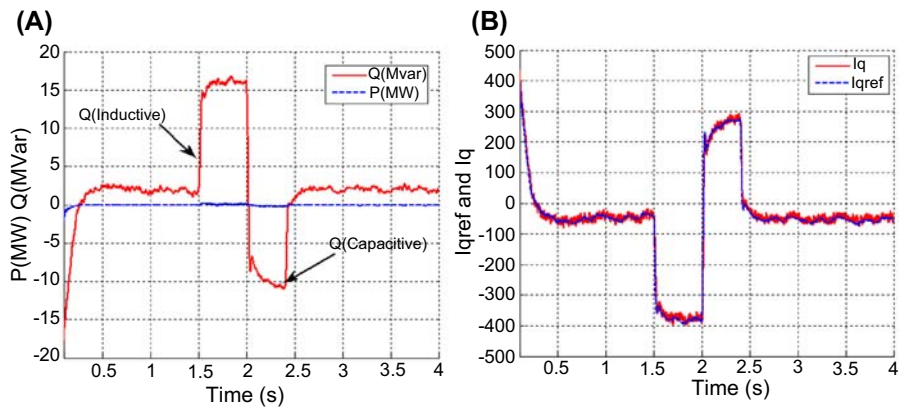 (A)
20
15
10
5
0
-5
-10
-15
-20
P(MW) Q(MVar)
Q(Mvar)
P(MW)
Q(Inductive)
Q(Capacitive)
0.5 1 1.5 2 2.5 3 3.5 4
Time (s)
(B)
500
400
300
200
100
0
-100
-200
-300
-400
-500
Iqref and Iq
Iq
Iqref
0.5 1 1.5 2 2.5 3 3.5 4
Time (s)